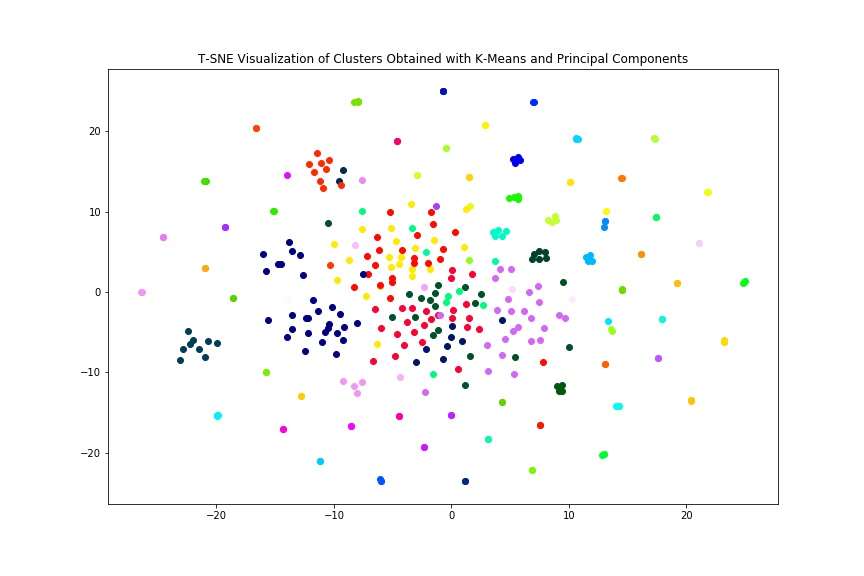 T-SNE Visualization of Clusters Obtained with K-Means and Principal Components
20
10
0
−10
−20
−20 −10 0 10 20